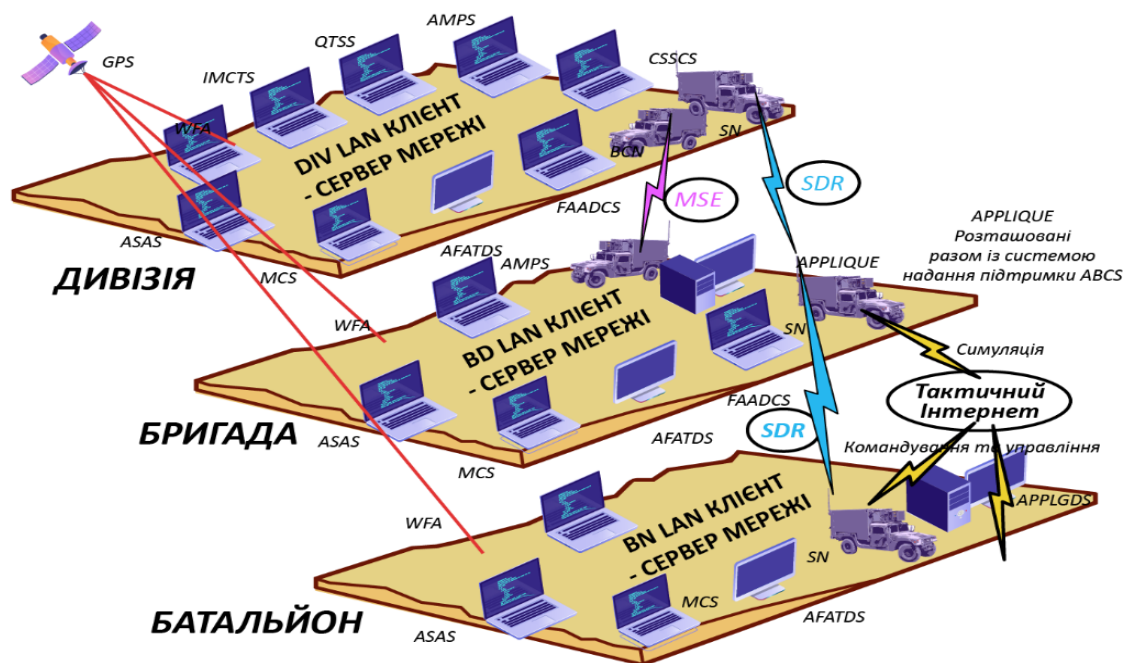 AMPS
QTSS
GPS
IMCTS
CSSCS
WFA
DIV LAN КЛІЄНТ
- СЕРВЕР МЕРЕЖІ
BCN
SN
MSE
SDR
FAADCS
ASAS
MCS
ДИВІЗІЯ
AFATDS
AMPS
APPLIQUE
APPLIQUE
Розташовані
разом із системою
надання підтримки ABCS
WFA
BD LAN КЛІЄНТ
- СЕРВЕР МЕРЕЖІ
SN
Симуляція
Тактичний
Інтернет
FAADCS
БРИГАДА
ASAS
AFATDS
SDR
MCS
Командування та управління
WFA
BN LAN КЛІЄНТ
- СЕРВЕР МЕРЕЖІ
APPLGDS
SN
MCS
AFATDS
БАТАЛЬЙОН
ASAS